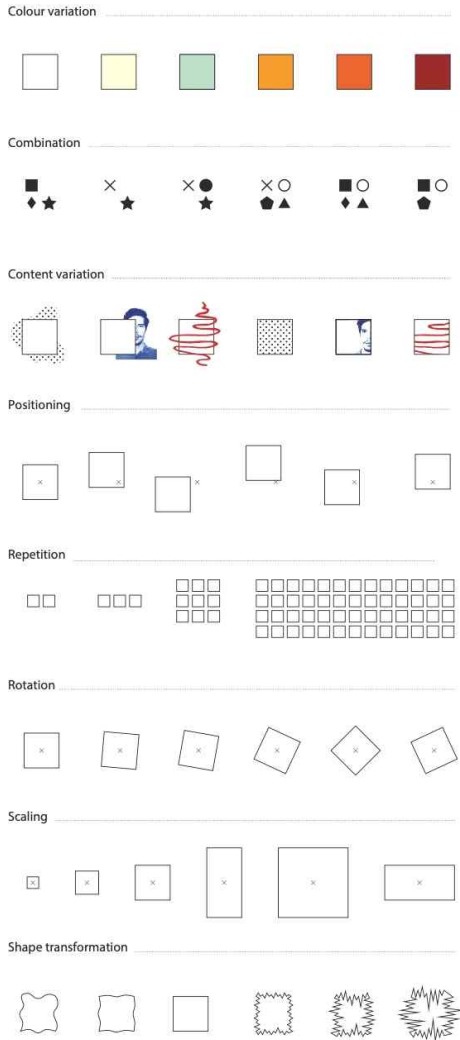 Colour variation
Combination
Content variation
Positioning
Repetition
Rotation
Scaling
Shape transformation